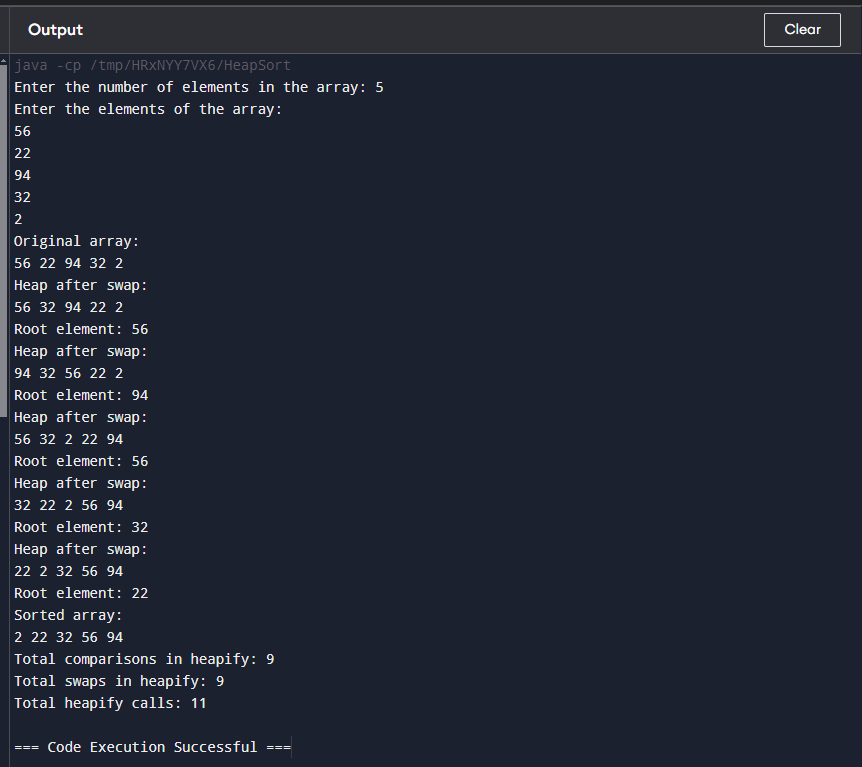 Output
Clear
java -cp /tmp/HRxNYY7VX6/HeapSort
Enter the number of elements in the array: 5
Enter the elements of the array:
56
22
94
32
2
Original array:
56 22 94 32 2
Heap after swap:
56 32 94 22 2
Root element: 56
Heap after swap:
94 32 56 22 2
Root element: 94
Heap after swap:
56 32 2 22 94
Root element: 56
Heap after swap:
32 22 2 56 94
Root element: 32
Heap after swap:
22 2 32 56 94
Root element: 22
Sorted array:
2 22 32 56 94
Total comparisons in heapify: 9
Total swaps in heapify: 9
Total heapify calls: 11
=== Code Execution Successful ===